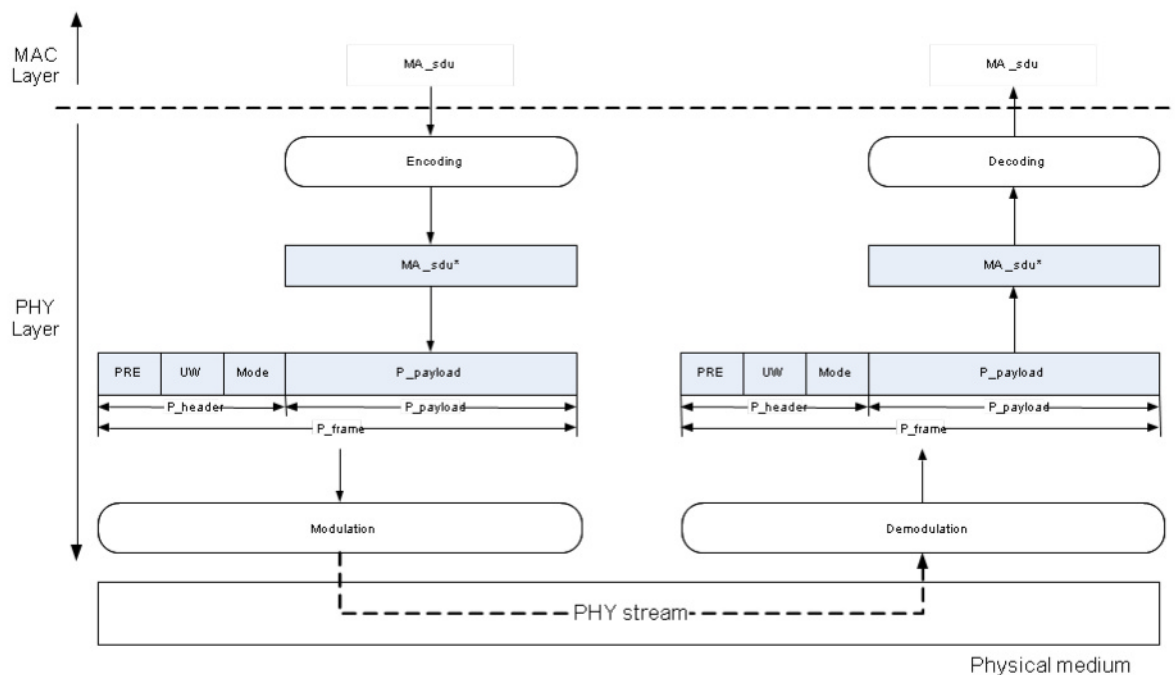 MAC
Layer
MA_sdu
MA_sdu
Encoding
Decoding
MA_sdu*
MA_sdu*
PHY
Layer
PRE
UW
Mode
P_payload
PRE
UW
Mode
P_payload
P_header
P_payload
P_header
P_payload
P_frame
P_frame
Modulation
Demodulation
PHY stream
Physical medium